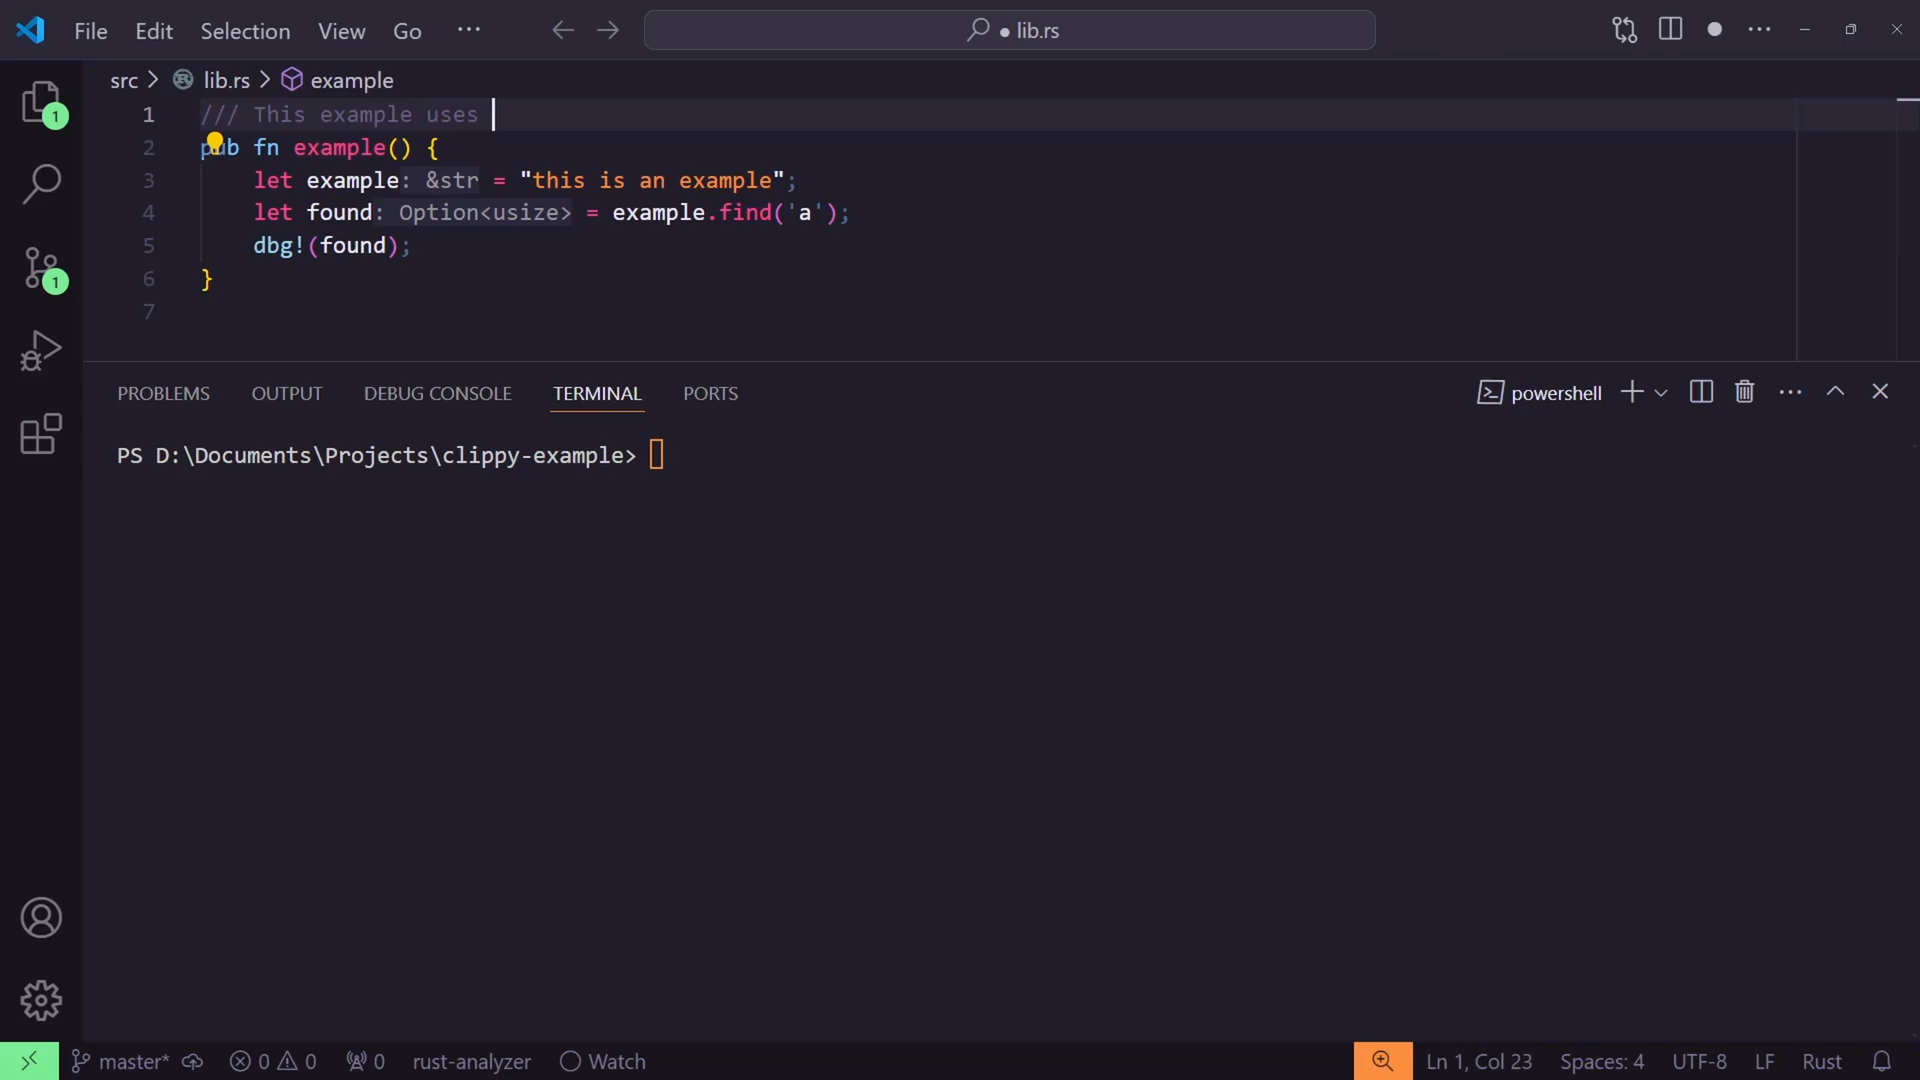 File Edit Selection View Go ··· ● lib.rs
src > lib.rs > example
1 /// This example uses
2 pub fn example() {
3 let example: &str = "this is an example";
4 let found: Option<usize> = example.find('a');
5 dbg!(found);
6 }
7
PROBLEMS OUTPUT DEBUG CONSOLE TERMINAL PORTS powershell
PS D:\Documents\Projects\clippy-example>
1
1
master* 0 0 0 rust-analyzer Watch Ln 1, Col 23 Spaces: 4 UTF-8 LF Rust